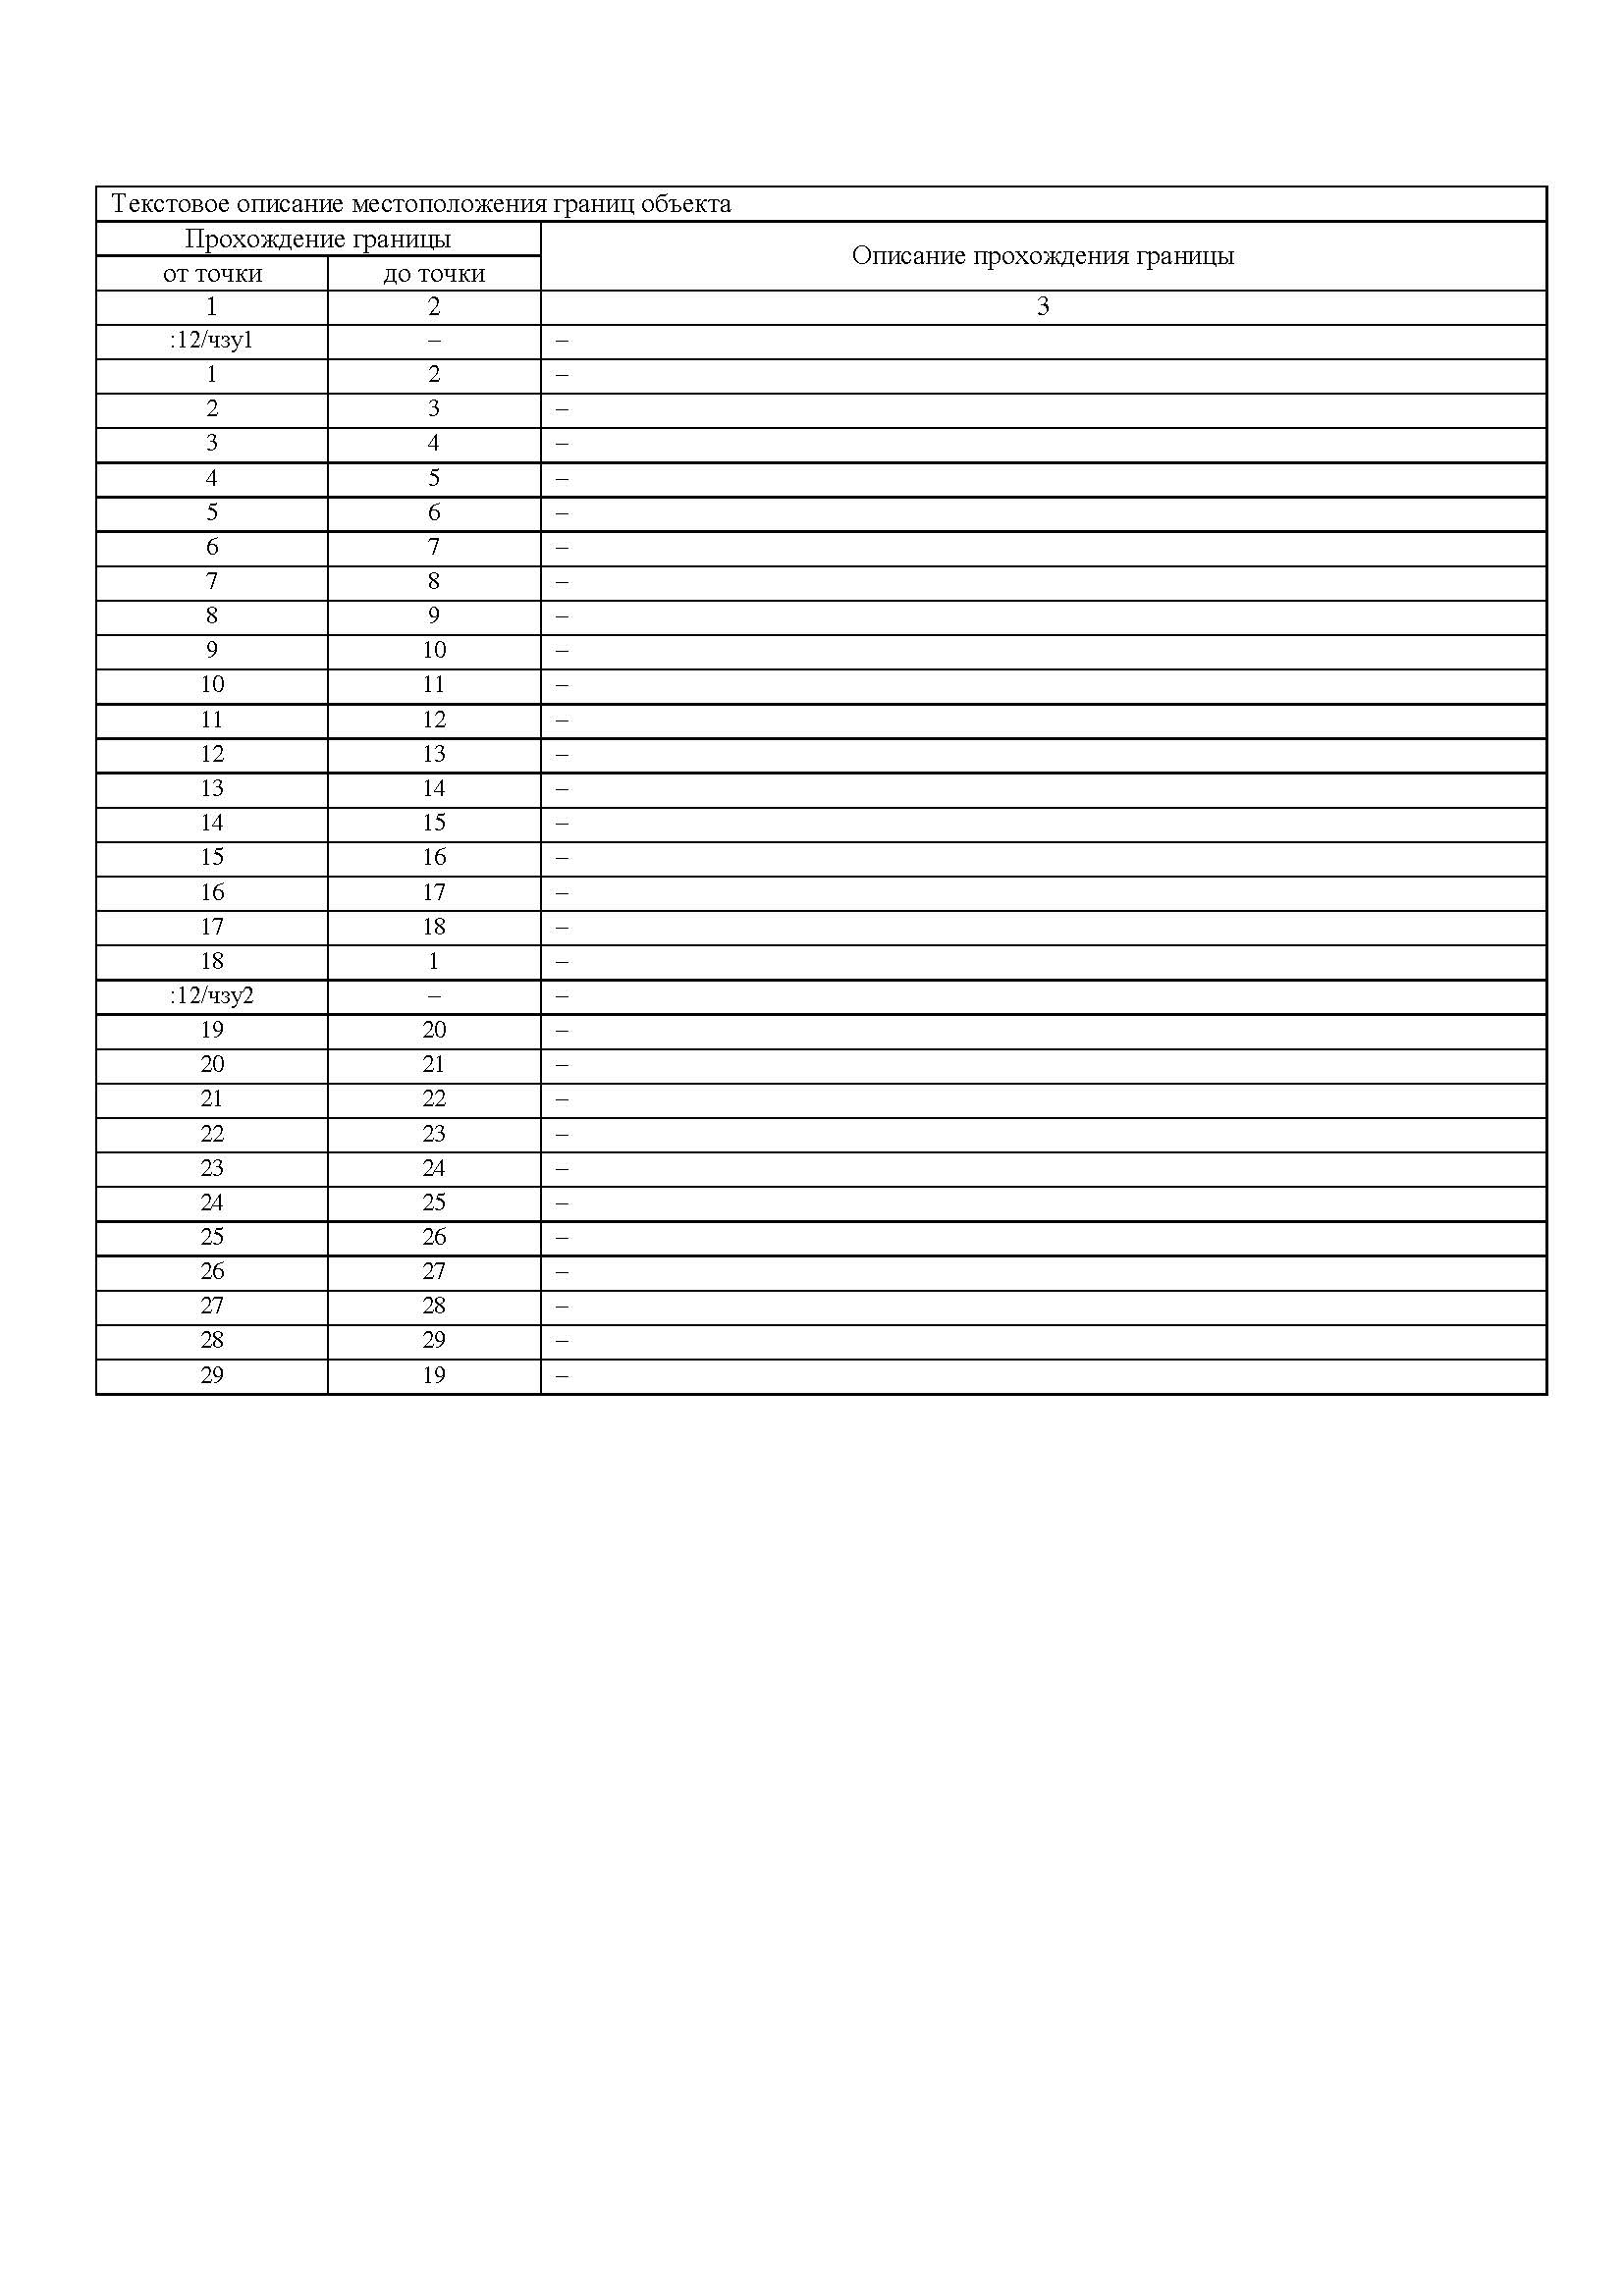 Текстовое описание местоположения границ объекта
Прохождение границы
Описание прохождения границы
от точки до точки
1 2 3
:12/чзу1 – –
1 2 –
2 3 –
3 4 –
4 5 –
5 6 –
6 7 –
7 8 –
8 9 –
9 10 –
10 11 –
11 12 –
12 13 –
13 14 –
14 15 –
15 16 –
16 17 –
17 18 –
18 1 –
:12/чзу2 – –
19 20 –
20 21 –
21 22 –
22 23 –
23 24 –
24 25 –
25 26 –
26 27 –
27 28 –
28 29 –
29 19 –